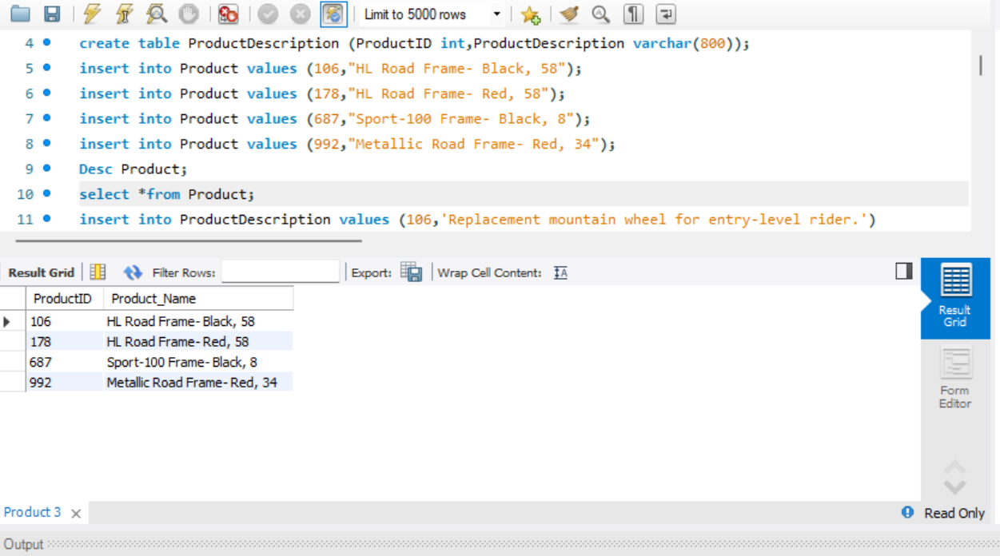 Limit to 5000 rows
4 create table ProductDescription (ProductID int,ProductDescription varchar(800));
5 insert into Product values (106,"HL Road Frame- Black, 58");
6 insert into Product values (178,"HL Road Frame- Red, 58");
7 insert into Product values (687,"Sport-100 Frame- Black, 8");
8 insert into Product values (992,"Metallic Road Frame- Red, 34");
9 Desc Product;
10 select *from Product;
11 insert into ProductDescription values (106,'Replacement mountain wheel for entry-level rider.')
Result Grid Filter Rows: Export: Wrap Cell Content: IA
ProductID Product_Name
106 HL Road Frame- Black, 58
178 HL Road Frame- Red, 58
687 Sport-100 Frame- Black, 8
992 Metallic Road Frame- Red, 34
Result
Grid
Form
Editor
Product 3 Read Only
Output